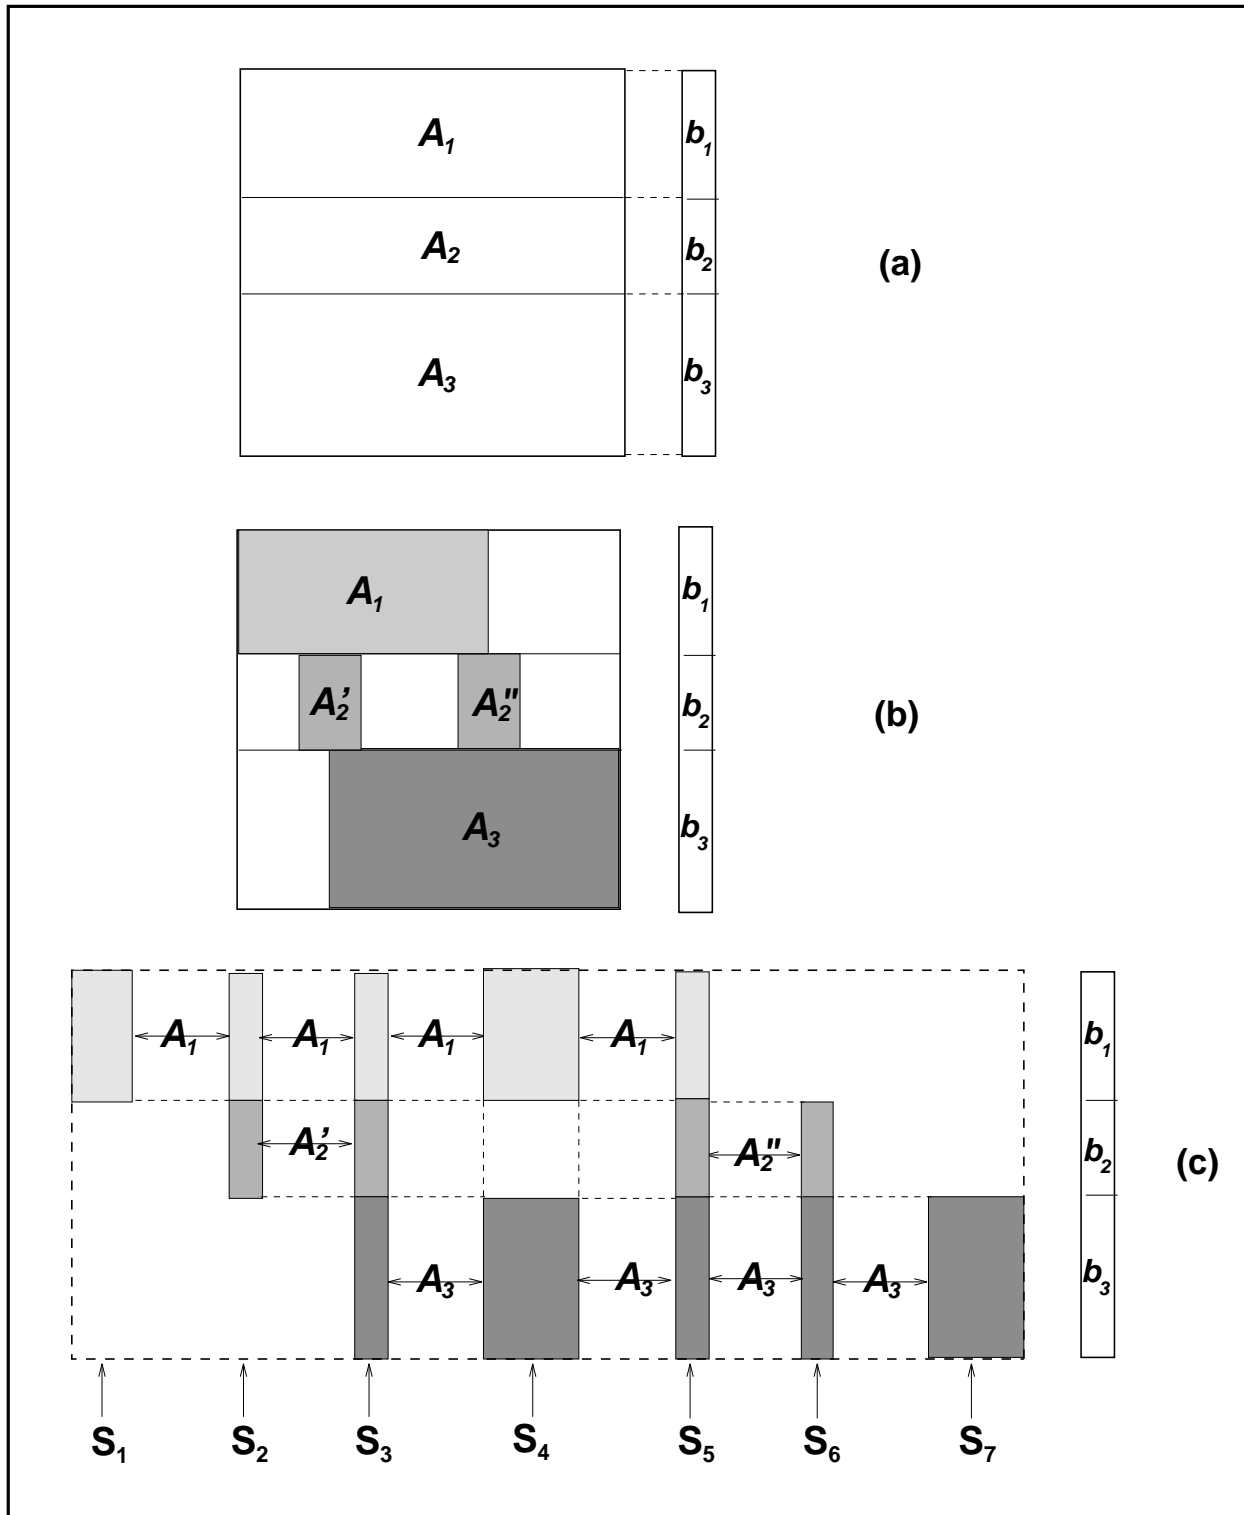 A1 b1
A2 b2 (a)
A3 b3
A1 b1
A2' A2'' b2 (b)
A3 b3
A1 A1 A1 A1 b1
A2' A2'' b2 (c)
A3 A3 A3 A3 b3
S1 S2 S3 S4 S5 S6 S7